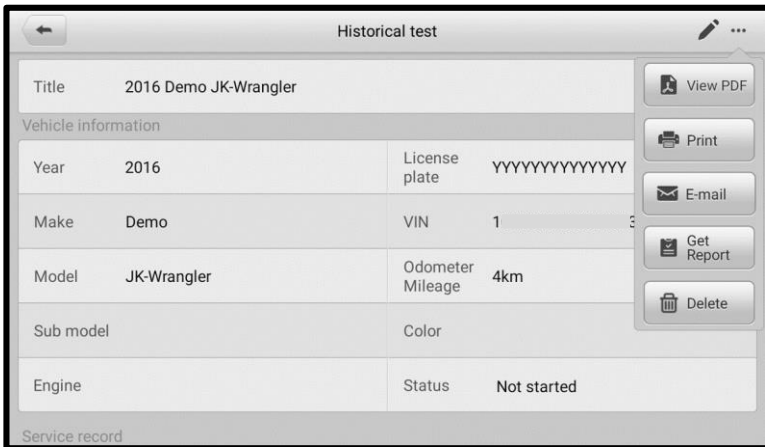 Historical test
Title 2016 Demo JK-Wrangler
View PDF
Vehicle information
Print
Year 2016 License plate YYYYYYYYYYYYYY
E-mail
Make Demo VIN 1 3
Get Report
Model JK-Wrangler Odometer Mileage 4km
Delete
Sub model Color
Engine Status Not started
Service record